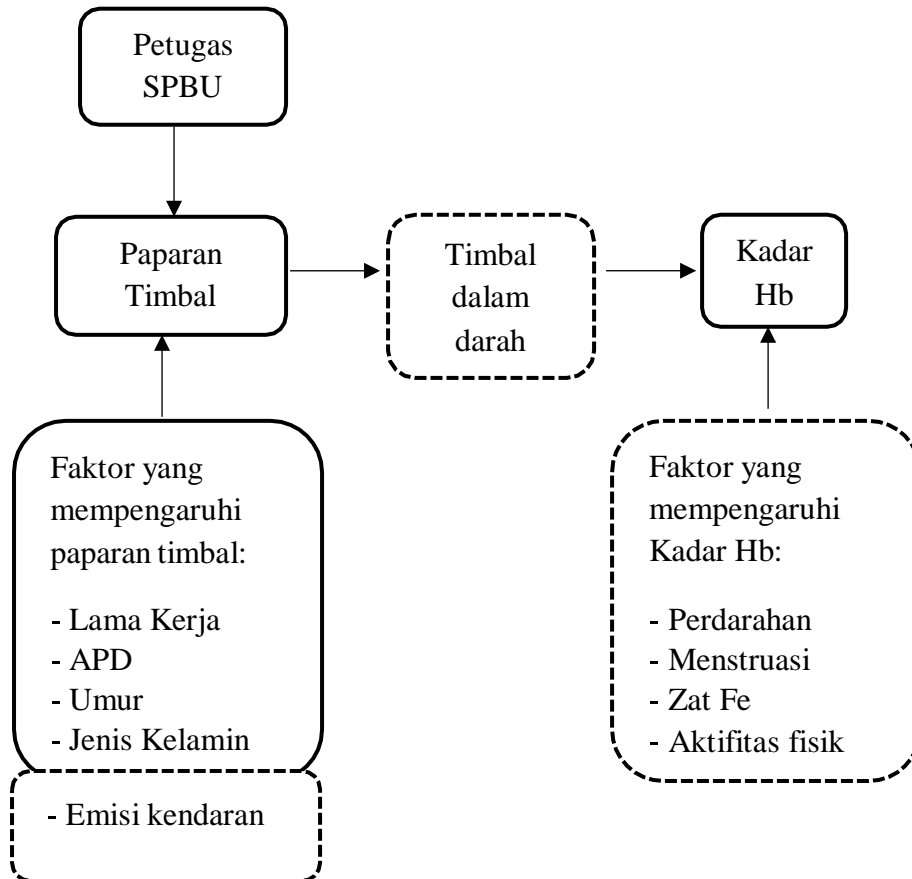 Petugas
SPBU
Paparan
Timbal
Timbal
dalam
darah
Kadar
Hb
Faktor yang
mempengaruhi
paparan timbal:
- Lama Kerja
- APD
- Umur
- Jenis Kelamin
- Emisi kendaran
Faktor yang
mempengaruhi
Kadar Hb:
- Perdarahan
- Menstruasi
- Zat Fe
- Aktifitas fisik